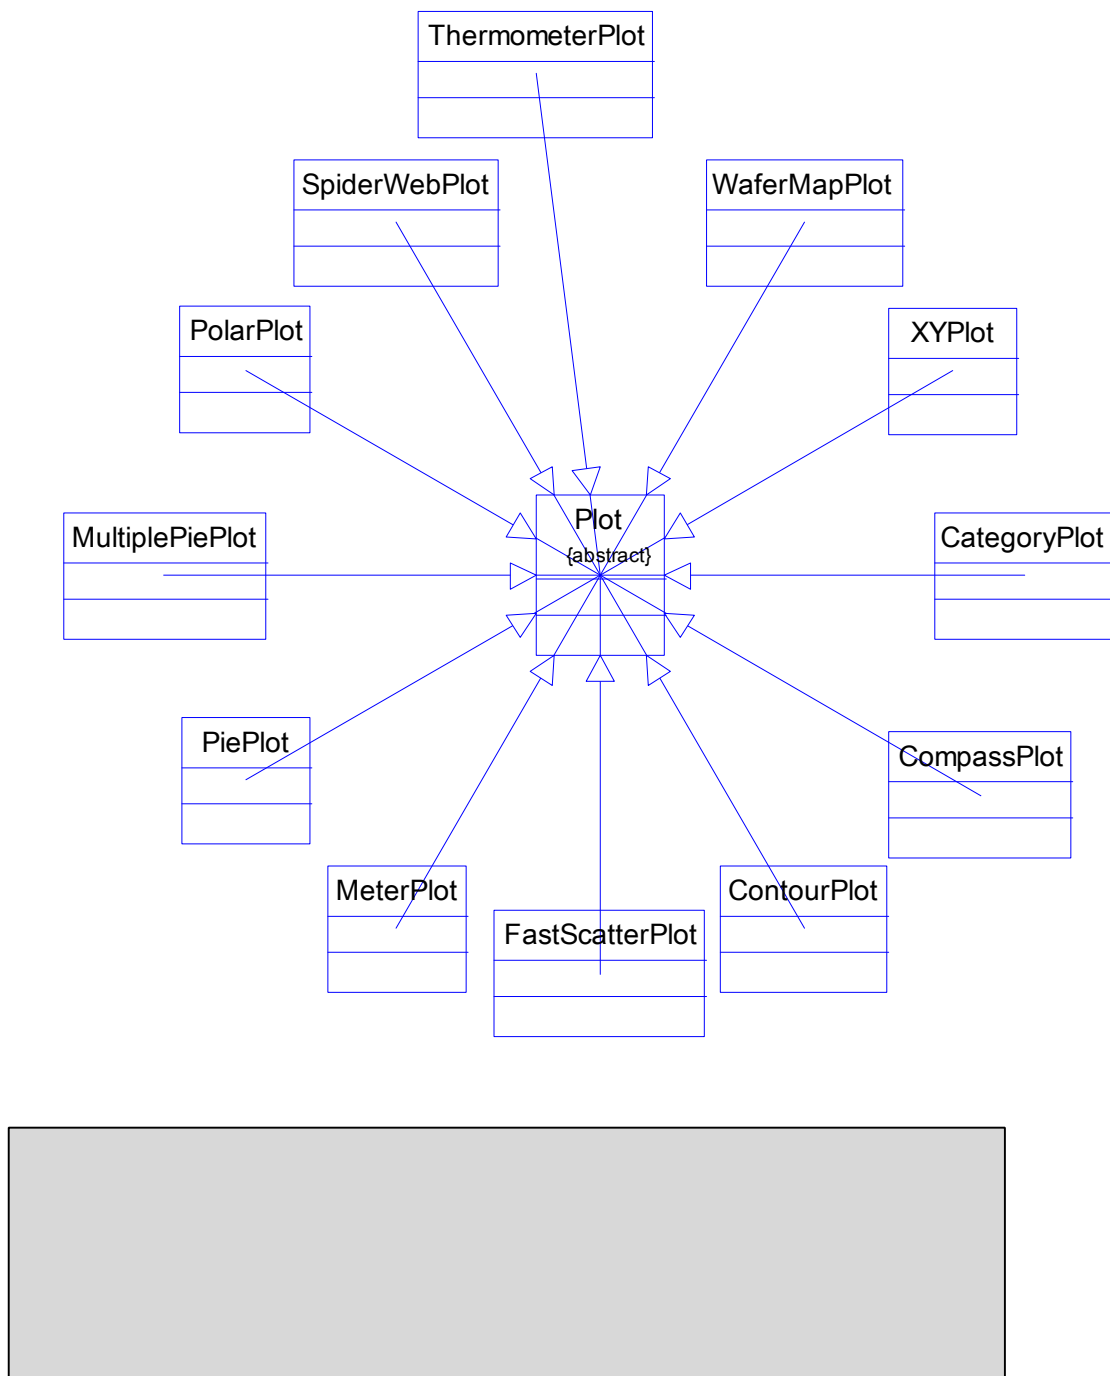 ThermometerPlot
SpiderWebPlot
WaferMapPlot
PolarPlot
XYPlot
Plot
{abstract}
MultiplePiePlot
CategoryPlot
PiePlot
CompassPlot
MeterPlot
ContourPlot
FastScatterPlot